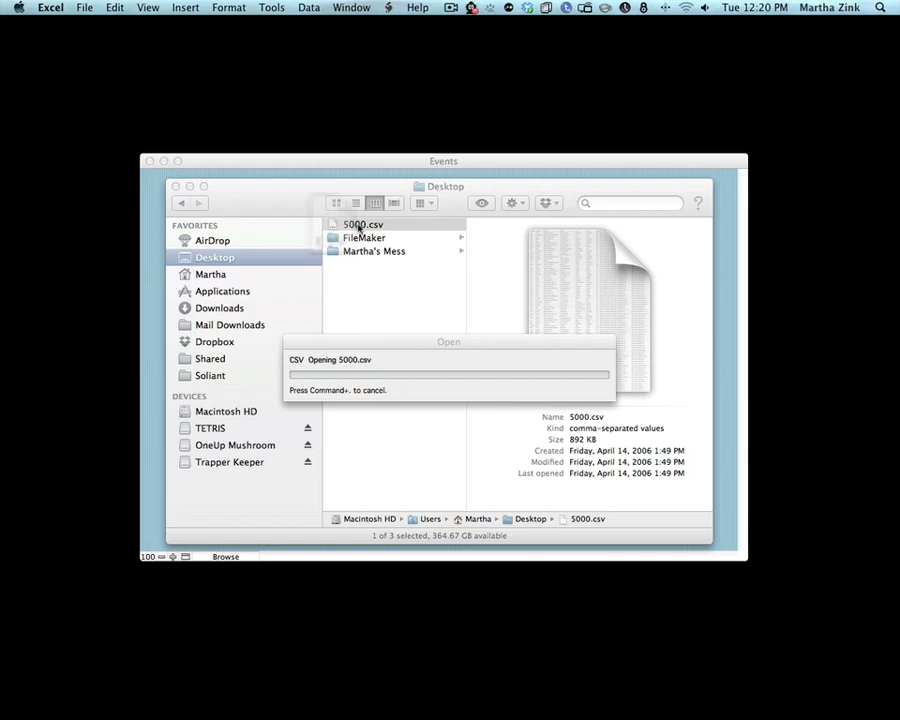 Excel File Edit View Insert Format Tools Data Window Help Tue 12:20 PM Martha Zink
Events
Desktop
FAVORITES
AirDrop
Desktop
Martha
Applications
Downloads
Mail Downloads
Dropbox
Shared
Soliant
DEVICES
Macintosh HD
TETRIS
OneUp Mushroom
Trapper Keeper
5000.csv
FileMaker
Martha's Mess
Open
CSV Opening 5000.csv
Press Command+. to cancel.
Name 5000.csv
Kind comma-separated values
Size 892 KB
Created Friday, April 14, 2006 1:49 PM
Modified Friday, April 14, 2006 1:49 PM
Last opened Friday, April 14, 2006 1:49 PM
Macintosh HD ▸ Users ▸ Martha ▸ Desktop ▸ 5000.csv
1 of 3 selected, 364.67 GB available
100 Browse